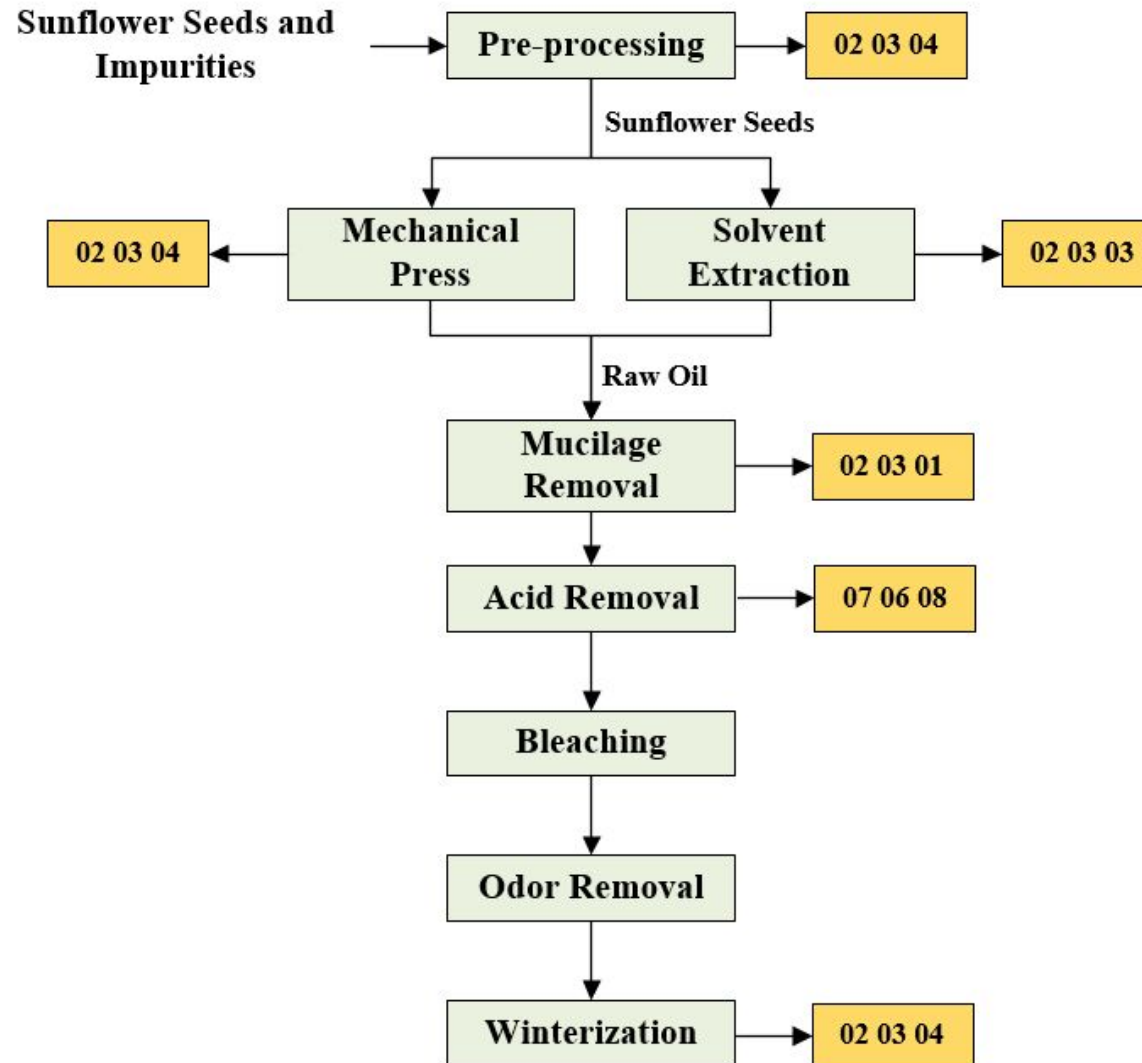 Sunflower Seeds and
Impurities
Pre-processing
02 03 04
Sunflower Seeds
02 03 04
Mechanical
Press
Solvent
Extraction
02 03 03
Raw Oil
Mucilage
Removal
02 03 01
Acid Removal
07 06 08
Bleaching
Odor Removal
Winterization
02 03 04